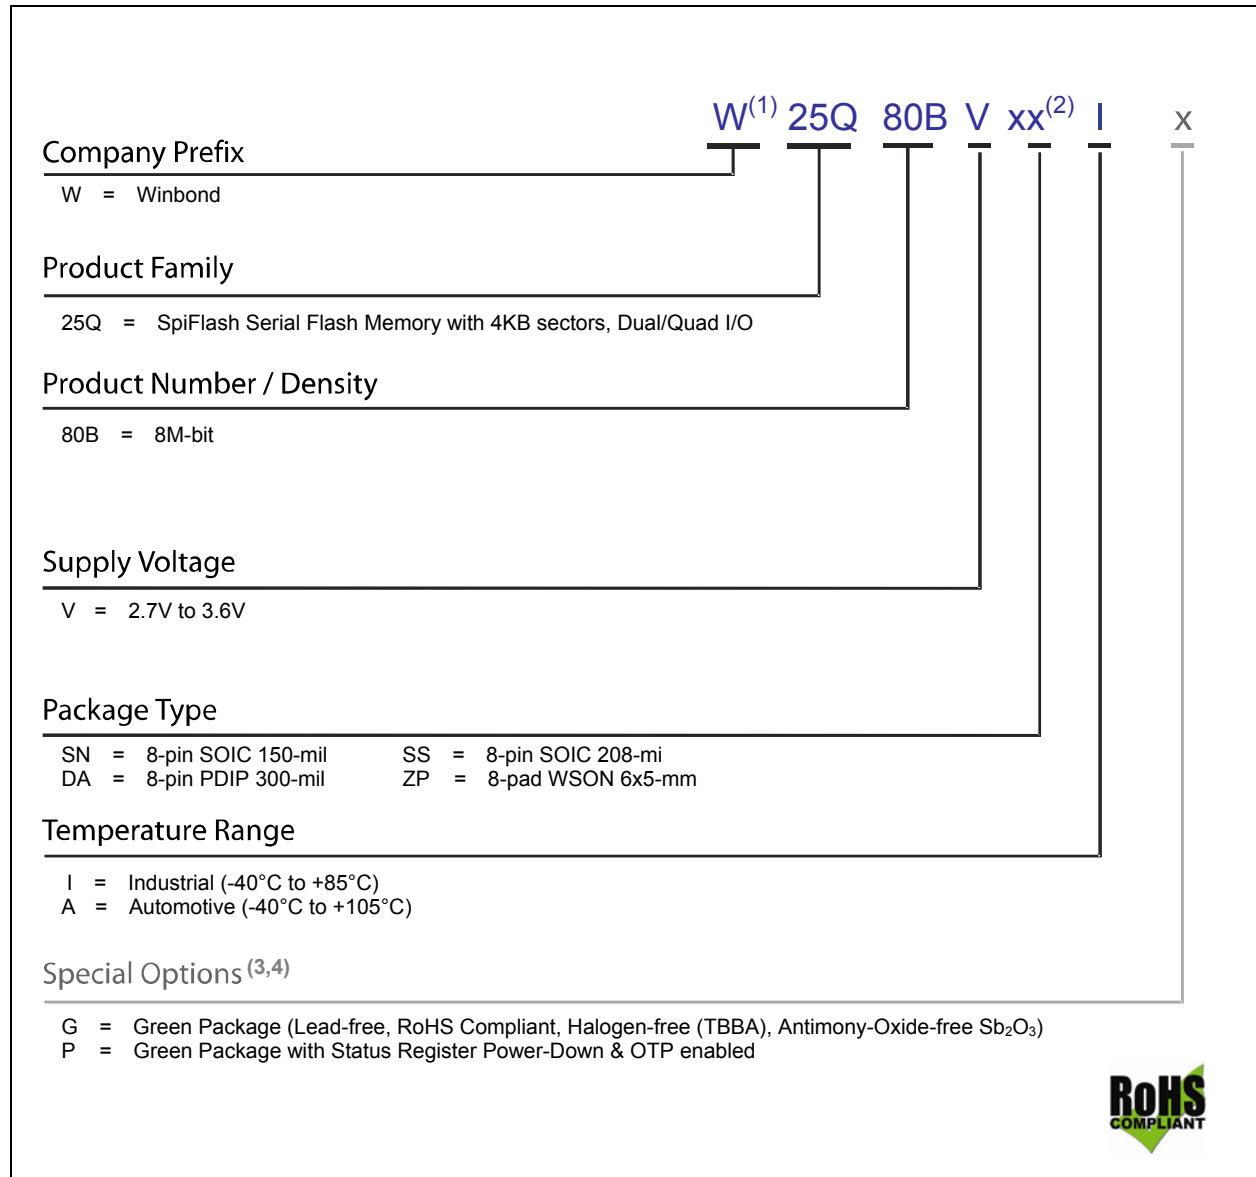 W(1) 25Q 80B V xx(2) I x
Company Prefix
W = Winbond
Product Family
25Q = SpiFlash Serial Flash Memory with 4KB sectors, Dual/Quad I/O
Product Number / Density
80B = 8M-bit
Supply Voltage
V = 2.7V to 3.6V
Package Type
SN = 8-pin SOIC 150-mil SS = 8-pin SOIC 208-mi
DA = 8-pin PDIP 300-mil ZP = 8-pad WSON 6x5-mm
Temperature Range
I = Industrial (-40°C to +85°C)
A = Automotive (-40°C to +105°C)
Special Options (3,4)
G = Green Package (Lead-free, RoHS Compliant, Halogen-free (TBBA), Antimony-Oxide-free Sb₂O₃)
P = Green Package with Status Register Power-Down & OTP enabled
RoHS
COMPLIANT